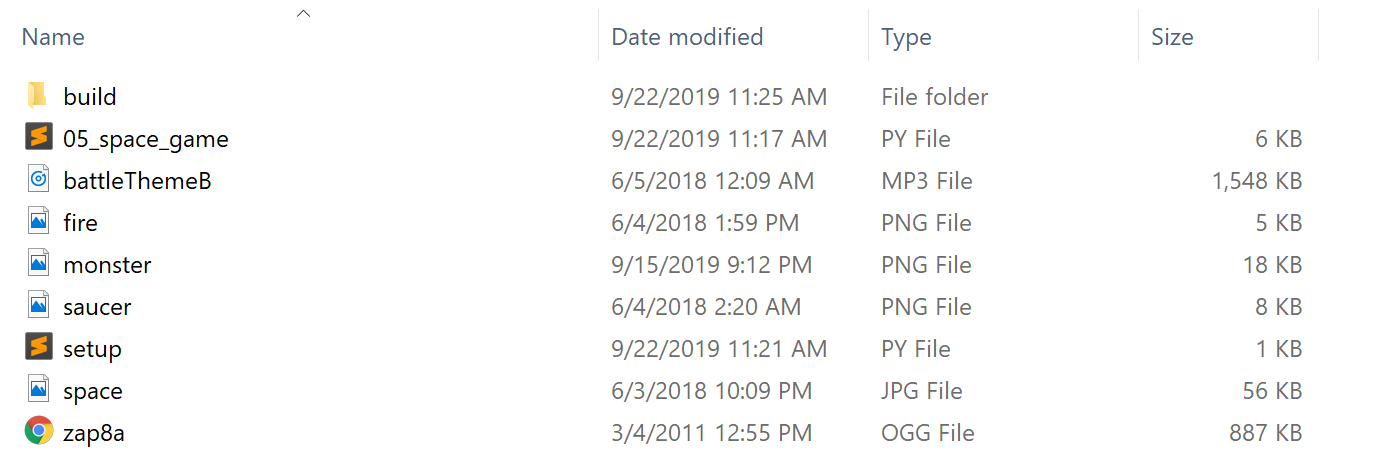 Name Date modified Type Size
build 9/22/2019 11:25 AM File folder
05_space_game 9/22/2019 11:17 AM PY File 6 KB
battleThemeB 6/5/2018 12:09 AM MP3 File 1,548 KB
fire 6/4/2018 1:59 PM PNG File 5 KB
monster 9/15/2019 9:12 PM PNG File 18 KB
saucer 6/4/2018 2:20 AM PNG File 8 KB
setup 9/22/2019 11:21 AM PY File 1 KB
space 6/3/2018 10:09 PM JPG File 56 KB
zap8a 3/4/2011 12:55 PM OGG File 887 KB